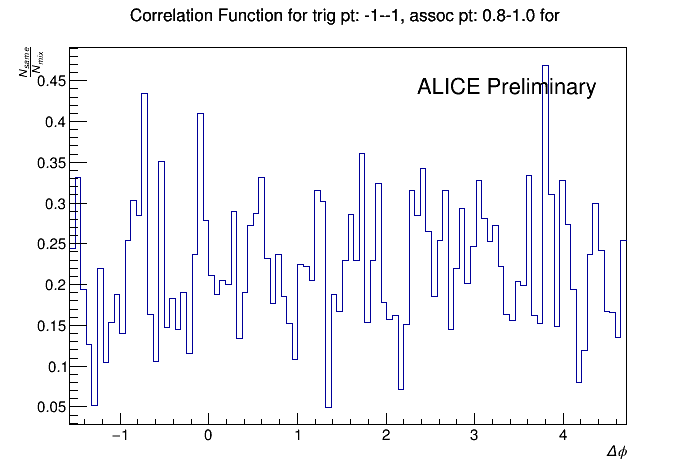 Correlation Function for trig pt: -1--1, assoc pt: 0.8-1.0 for
N_same
N_mix
ALICE Preliminary
0.45
0.4
0.35
0.3
0.25
0.2
0.15
0.1
0.05
−1 0 1 2 3 4
Δφ